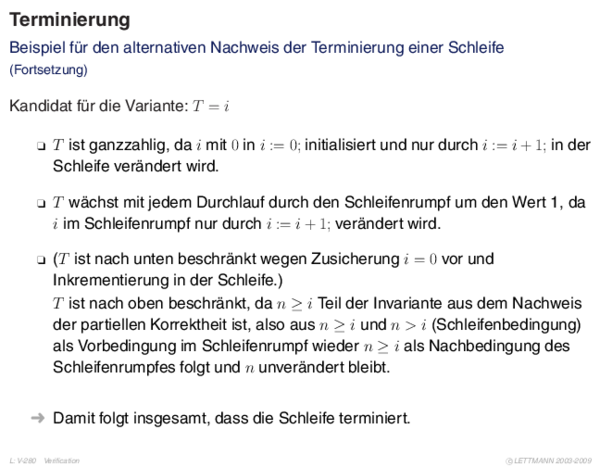 Terminierung
Beispiel für den alternativen Nachweis der Terminierung einer Schleife
(Fortsetzung)
Kandidat für die Variante: T = i
❑ T ist ganzzahlig, da i mit 0 in i := 0; initialisiert und nur durch i := i + 1; in der
Schleife verändert wird.
❑ T wächst mit jedem Durchlauf durch den Schleifenrumpf um den Wert 1, da
i im Schleifenrumpf nur durch i := i + 1; verändert wird.
❑ (T ist nach unten beschränkt wegen Zusicherung i = 0 vor und
Inkrementierung in der Schleife.)
T ist nach oben beschränkt, da n ≥ i Teil der Invariante aus dem Nachweis
der partiellen Korrektheit ist, also aus n ≥ i und n > i (Schleifenbedingung)
als Vorbedingung im Schleifenrumpf wieder n ≥ i als Nachbedingung des
Schleifenrumpfes folgt und n unverändert bleibt.
➜ Damit folgt insgesamt, dass die Schleife terminiert.
L: V-280 Verification © LETTMANN 2003-2009